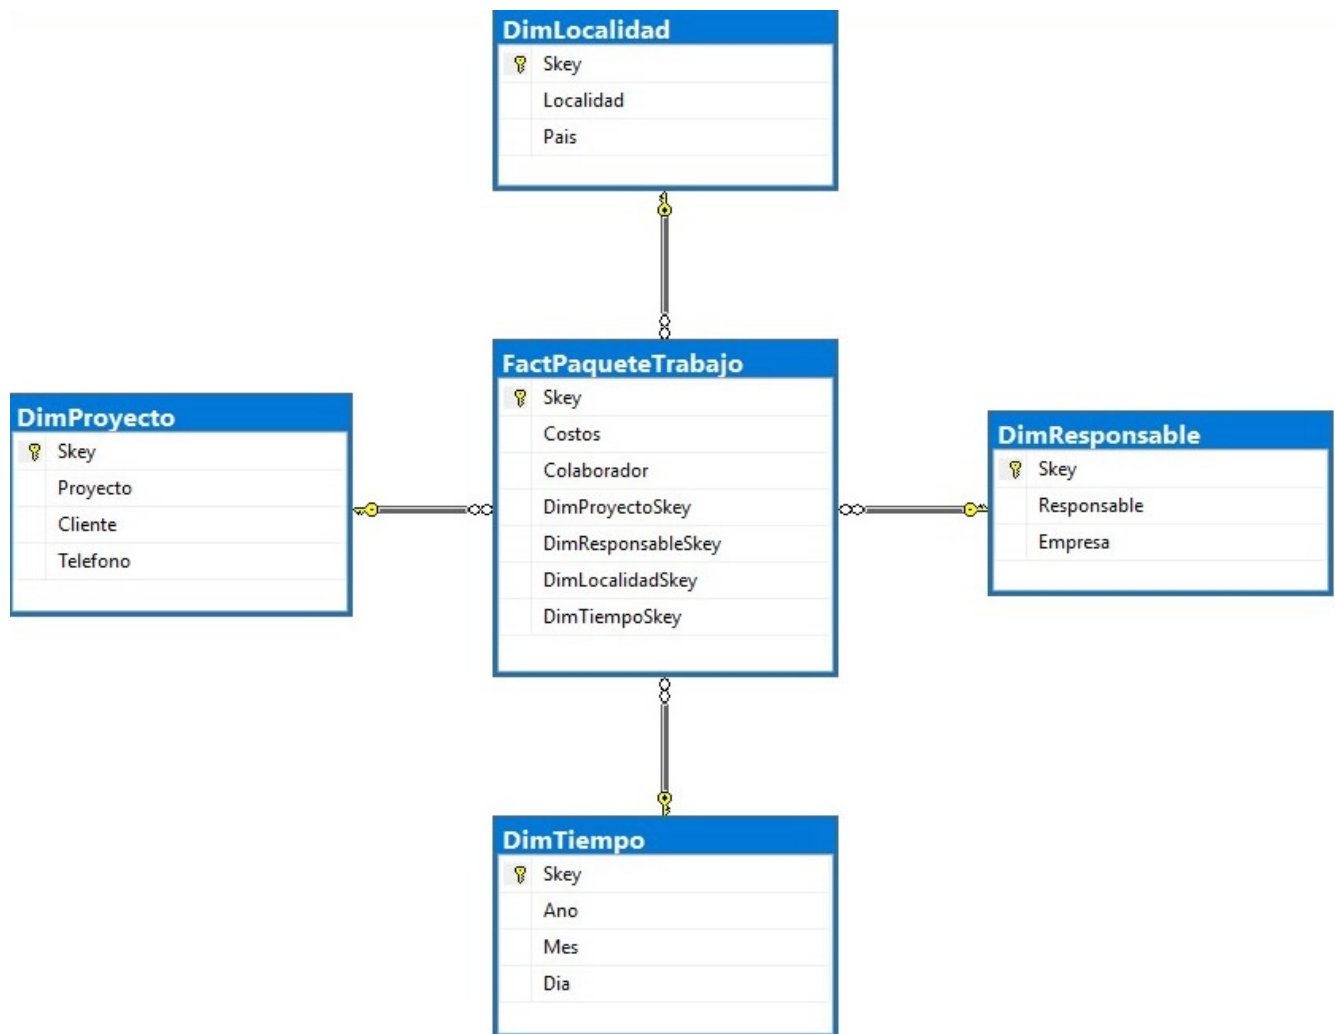 DimLocalidad
Skey
Localidad
Pais
FactPaqueteTrabajo
Skey
Costos
Colaborador
DimProyectoSkey
DimResponsableSkey
DimLocalidadSkey
DimTiempoSkey
DimProyecto
Skey
Proyecto
Cliente
Telefono
DimResponsable
Skey
Responsable
Empresa
DimTiempo
Skey
Ano
Mes
Dia